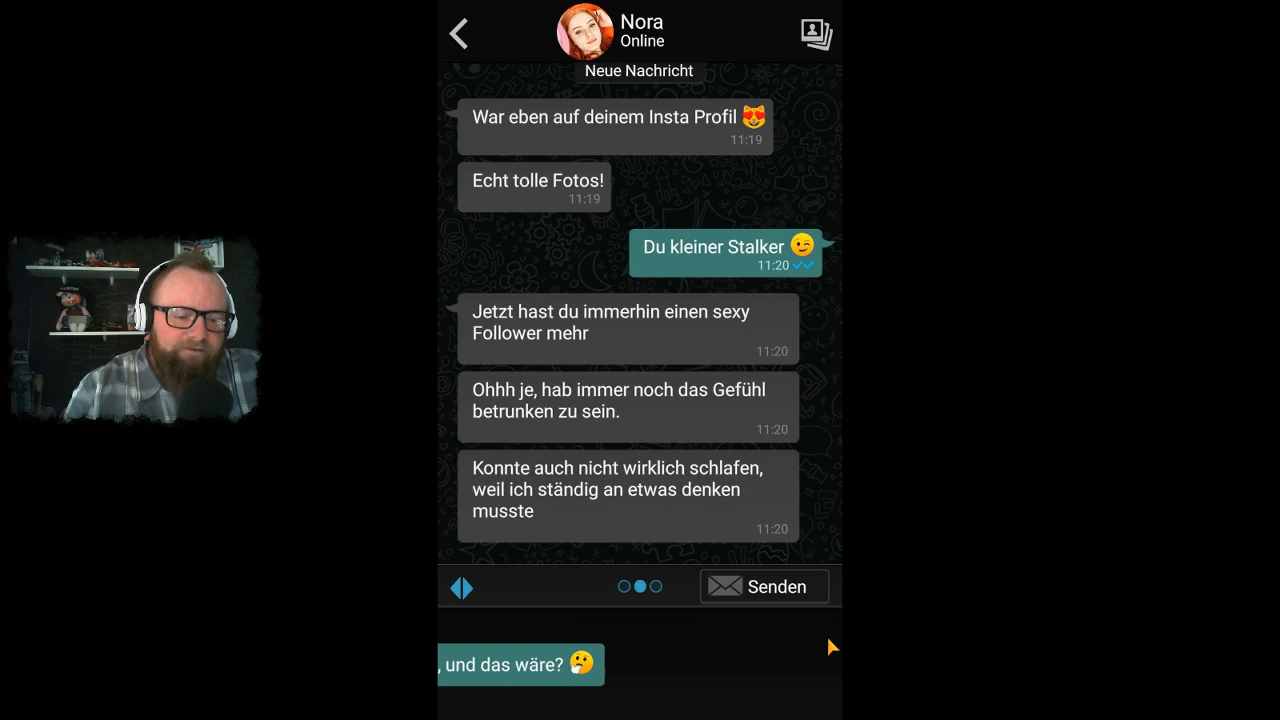 Nora
Online
Neue Nachricht
War eben auf deinem Insta Profil 😻
11:19
Echt tolle Fotos!
11:19
Du kleiner Stalker 😉
11:20
Jetzt hast du immerhin einen sexy
Follower mehr
11:20
Ohhh je, hab immer noch das Gefühl
betrunken zu sein.
11:20
Konnte auch nicht wirklich schlafen,
weil ich ständig an etwas denken
musste
11:20
Senden
, und das wäre? 🤔